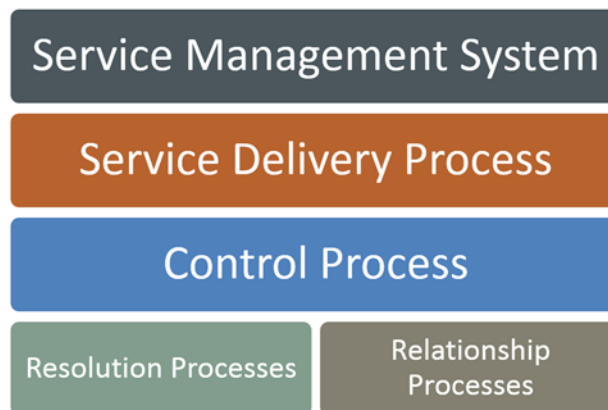 Service Management System
Service Delivery Process
Control Process
Resolution Processes
Relationship
Processes